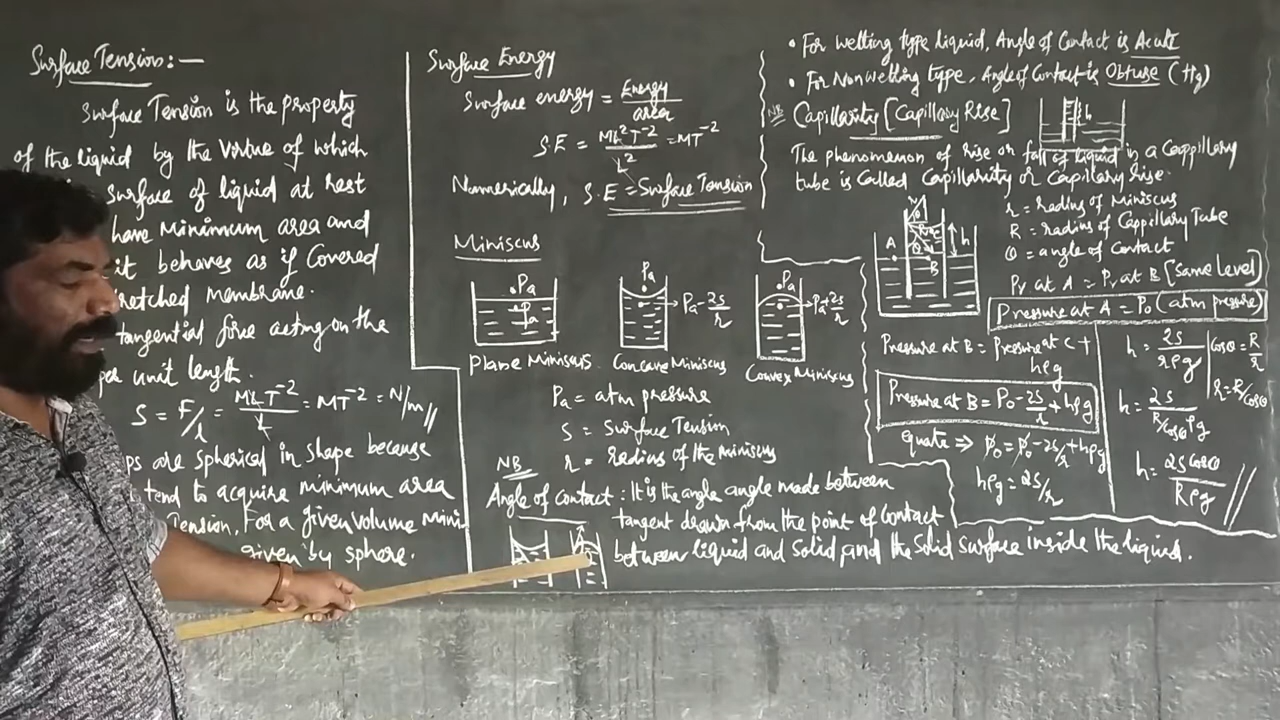 Surface Tension:—
Surface Tension is the property
of the liquid by the virtue of which
surface of liquid at rest
have Minimum area and
it behaves as if Covered
tretched membrane.
tangential force acting on the
per unit length.
S = F/l = MLT⁻²/L = MT⁻² = N/m//
ps are spherical in shape because
tend to acquire minimum area
Tension. For a given volume Mini
given by sphere.
Surface Energy
Surface energy = Energy/area
S.E = ML²T⁻²/L² = MT⁻²
Numerically, S.E = Surface Tension
Miniscus
Pa
Pa
Plane Miniscus
Pa
Pa - 2s/r
Concave Miniscus
Pa
Pa + 2s/r
Convex Miniscus
Pa = atm pressure
S = Surface Tension
r = radius of the miniscus
NB
Angle of contact : It is the angle angle made between
tangent drawn from the point of Contact
between liquid and Solid and the Solid surface inside the liquid.
• For wetting type liquid, Angle of Contact is Acute
• For Non wetting type, Angle of Contact is Obtuse (Hg)
NB Capillarity [Capillary Rise]
h
The phenomenon of rise or fall of liquid in a Cappillary
tube is Called Capillarity or Capillary rise.
A
B
h
r = radius of Miniscus
R = radius of Cappillary Tube
θ = angle of Contact
Pr at A = Pr at B [Same level]
Pressure at A = P₀ (atm pressure)
Pressure at B = Pressure at C +
hρg
Pressure at B = P₀ - 2s/r + hρg
equate ⇒ P₀ = P₀ - 2s/r + hρg
hρg = 2s/r
h = 2s/rρg
Cosθ = R/r
r = R/Cosθ
h = 2s/(R/Cosθ)ρg
h = 2sCosθ/Rρg //